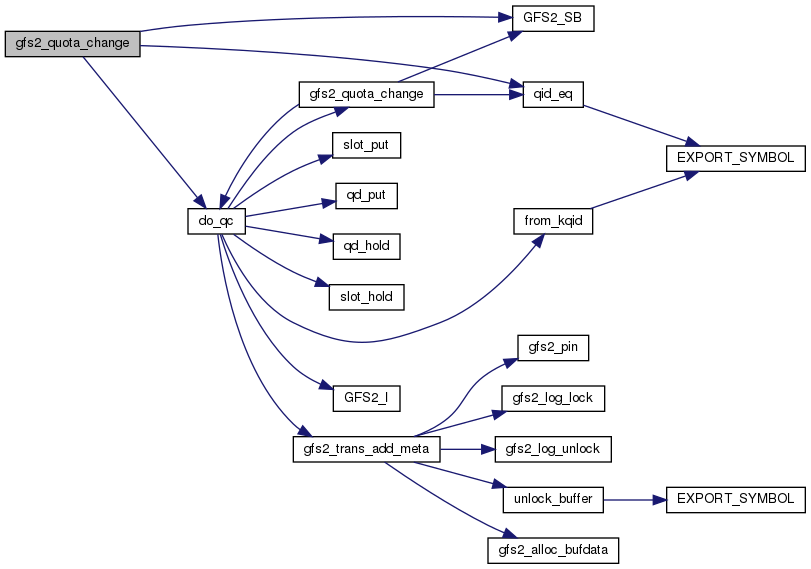 GFS2_SB
gfs2_quota_change
gfs2_quota_change
qid_eq
slot_put
EXPORT_SYMBOL
qd_put
do_qc
from_kqid
qd_hold
slot_hold
gfs2_pin
GFS2_I
gfs2_log_lock
gfs2_trans_add_meta
gfs2_log_unlock
unlock_buffer
EXPORT_SYMBOL
gfs2_alloc_bufdata